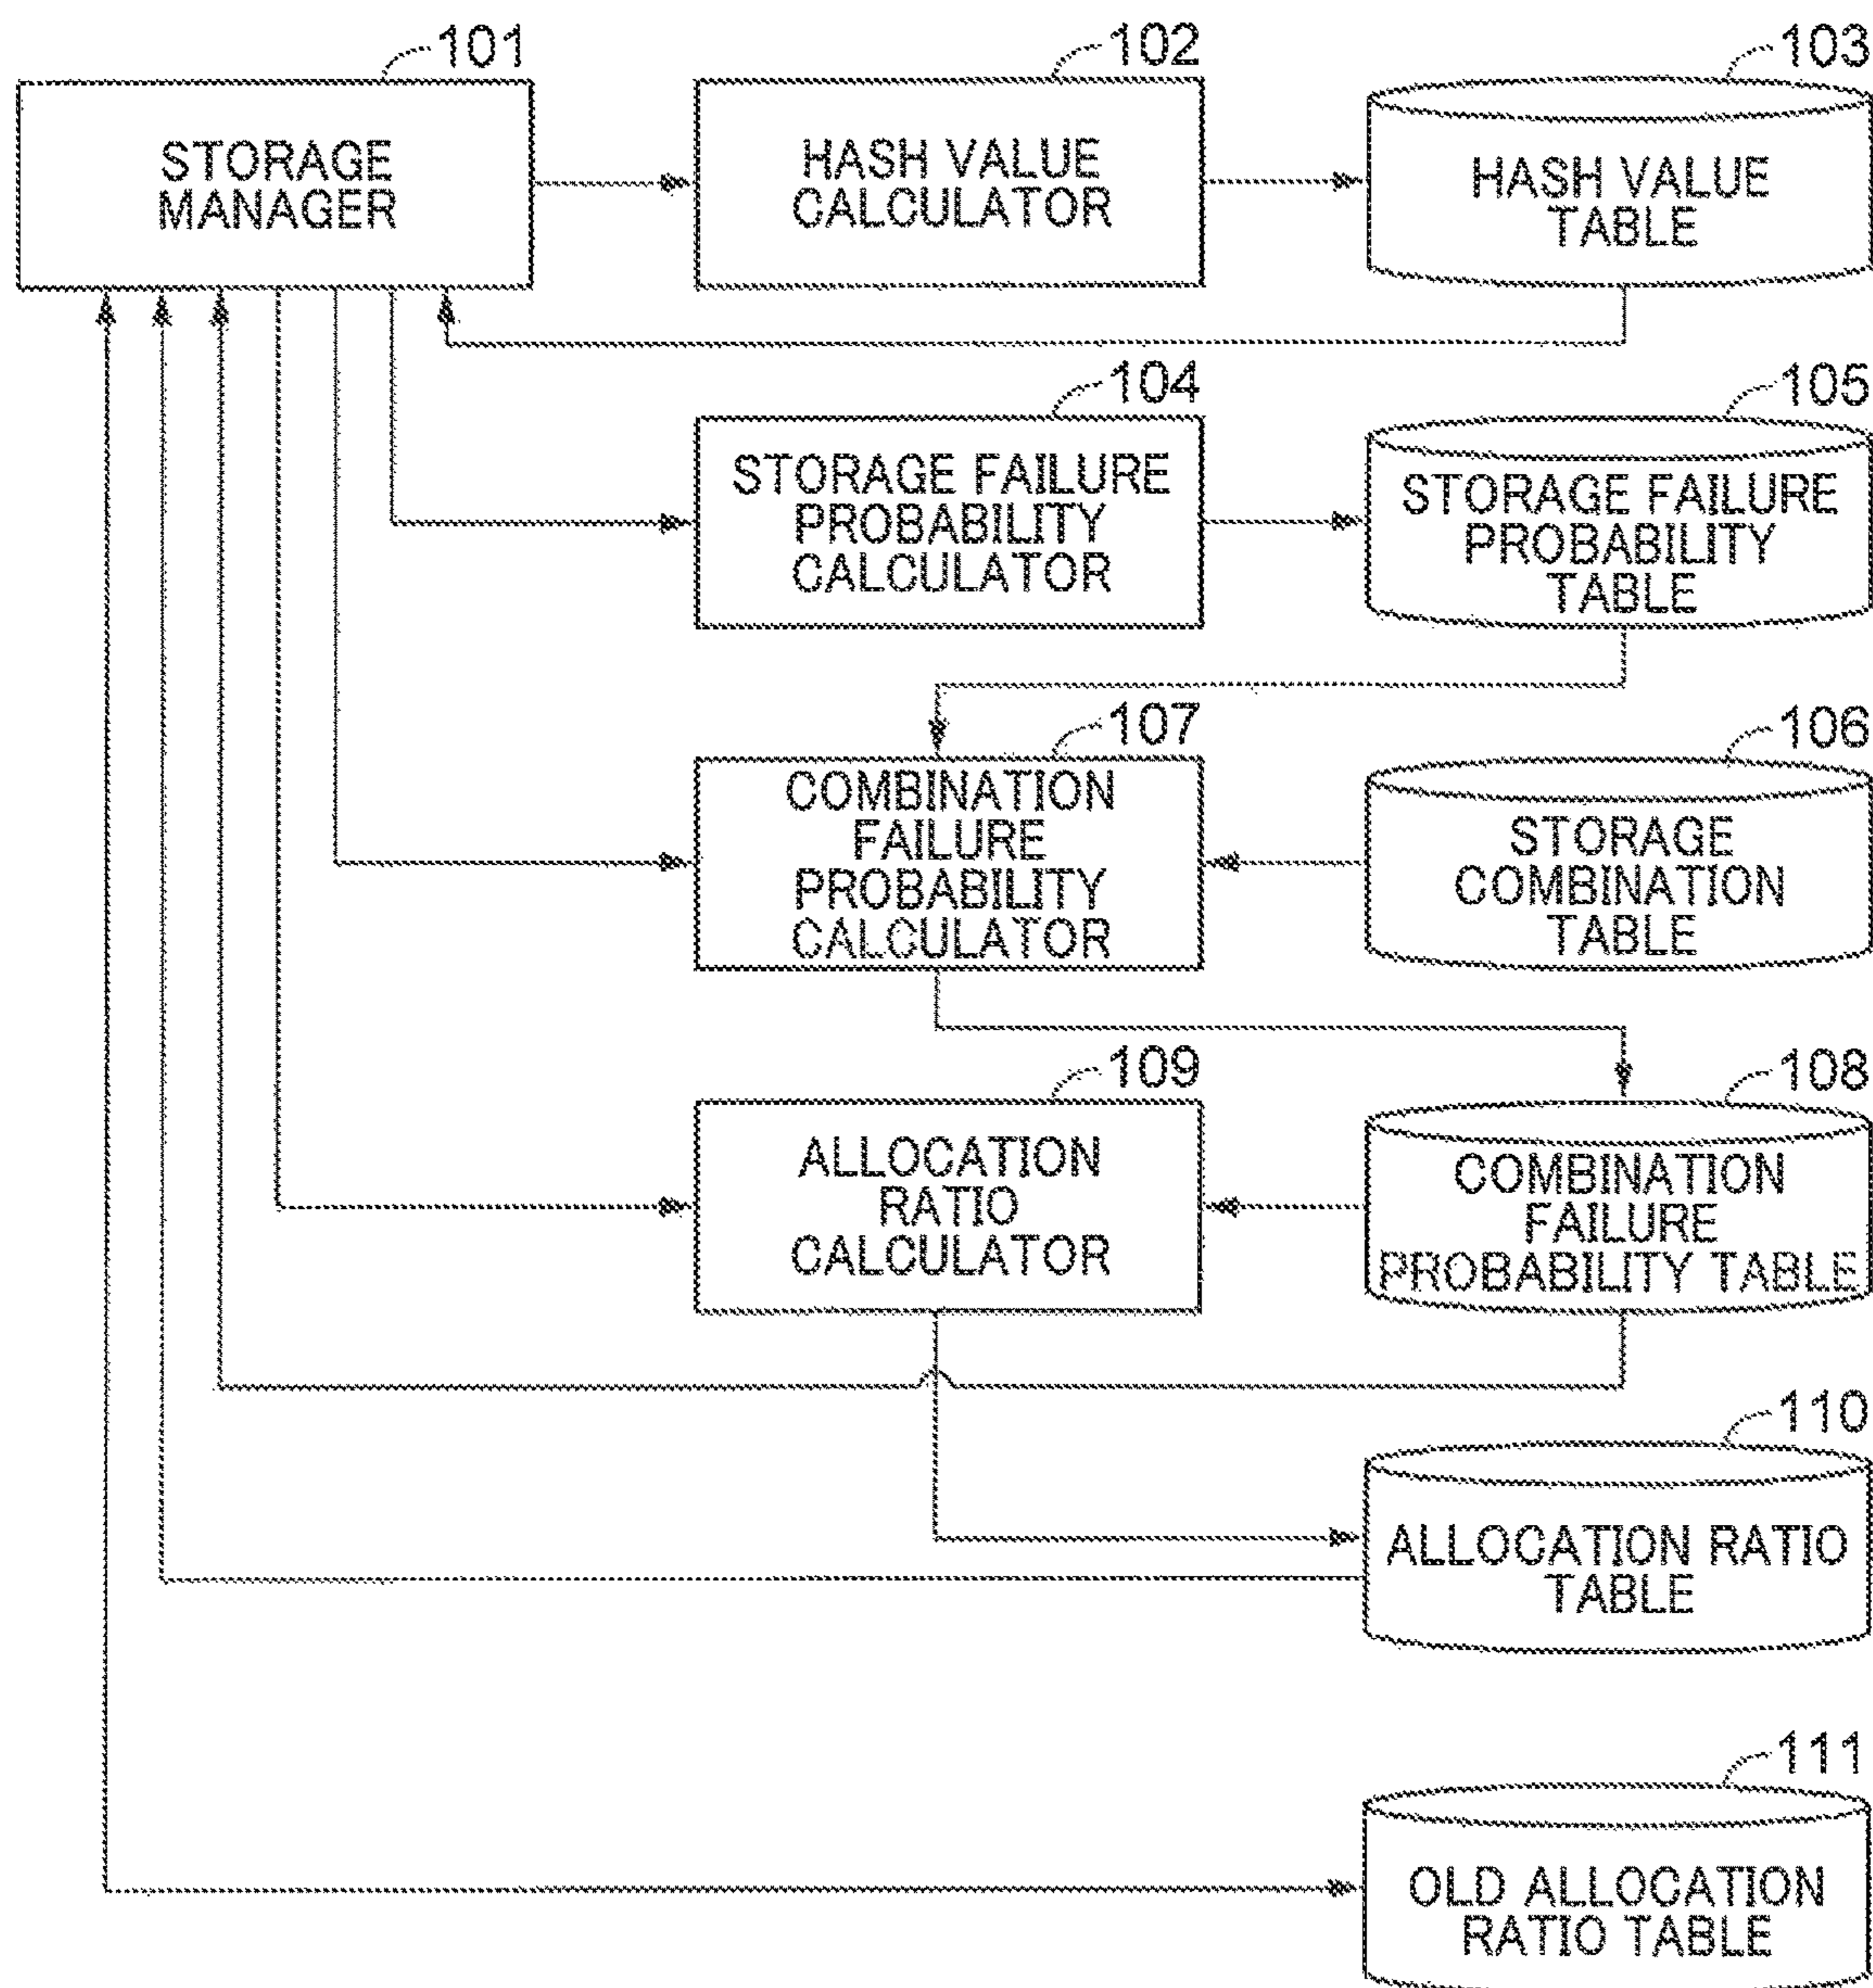 101
STORAGE
MANAGER
102
HASH VALUE
CALCULATOR
103
HASH VALUE
TABLE
104
STORAGE FAILURE
PROBABILITY
CALCULATOR
105
STORAGE FAILURE
PROBABILITY
TABLE
107
COMBINATION
FAILURE
PROBABILITY
CALCULATOR
106
STORAGE
COMBINATION
TABLE
109
ALLOCATION
RATIO
CALCULATOR
108
COMBINATION
FAILURE
PROBABILITY TABLE
110
ALLOCATION RATIO
TABLE
111
OLD ALLOCATION
RATIO TABLE